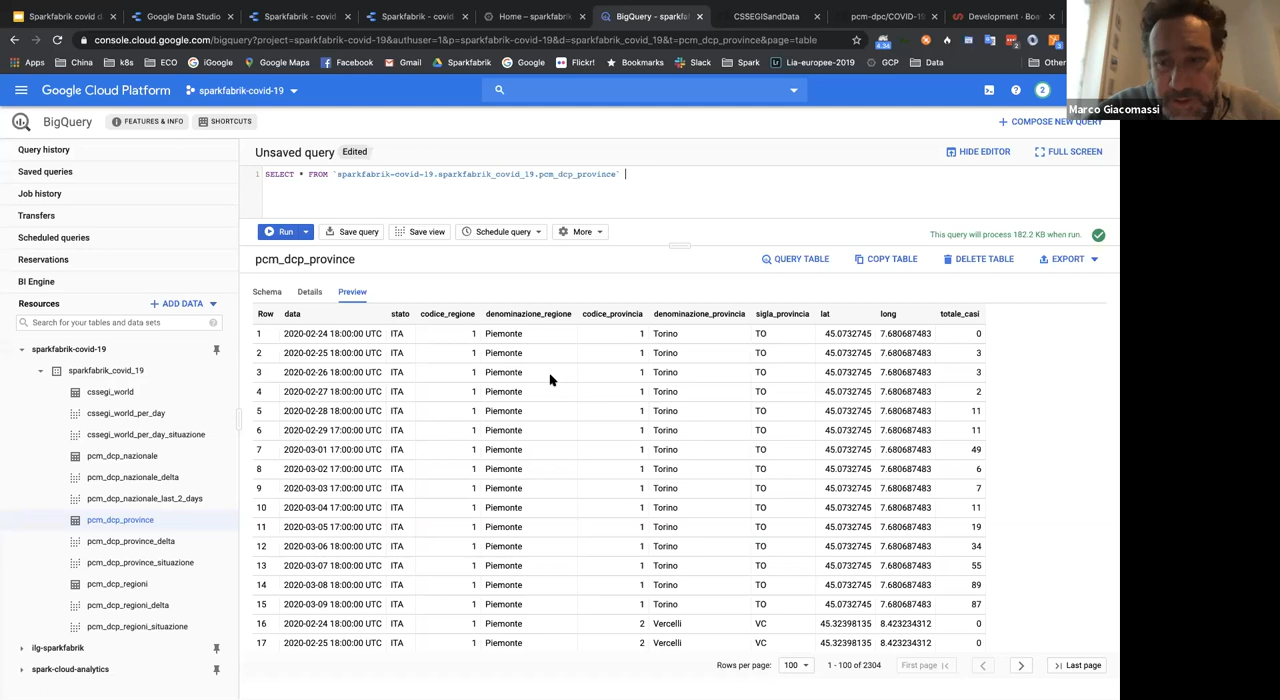 Sparkfabrik covid d
Google Data Studio
Sparkfabrik - covid
Sparkfabrik - covid
Home – sparkfabrik
BigQuery - sparkfa
CSSEGISandData
pcm-dpc/COVID-19
Development - Boa
console.cloud.google.com/bigquery?project=sparkfabrik-covid-19&authuser=1&p=sparkfabrik-covid-19&d=sparkfabrik_covid_19&t=pcm_dcp_province&page=table
4.34
Apps China k8s ECO iGoogle Google Maps Facebook Gmail Sparkfabrik Google Flickr! Bookmarks Slack Spark Lia-europee-2019 GCP Data Other
Google Cloud Platform sparkfabrik-covid-19 2
Marco Giacomassi
BigQuery FEATURES & INFO SHORTCUTS + COMPOSE NEW QUERY
Query history
Saved queries
Job history
Transfers
Scheduled queries
Reservations
BI Engine
Resources + ADD DATA
Search for your tables and data sets
sparkfabrik-covid-19
sparkfabrik_covid_19
cssegi_world
cssegi_world_per_day
cssegi_world_per_day_situazione
pcm_dcp_nazionale
pcm_dcp_nazionale_delta
pcm_dcp_nazionale_last_2_days
pcm_dcp_province
pcm_dcp_province_delta
pcm_dcp_province_situazione
pcm_dcp_regioni
pcm_dcp_regioni_delta
pcm_dcp_regioni_situazione
ilg-sparkfabrik
spark-cloud-analytics
Unsaved query Edited HIDE EDITOR FULL SCREEN
1 SELECT * FROM `sparkfabrik-covid-19.sparkfabrik_covid_19.pcm_dcp_province`
Run Save query Save view Schedule query More This query will process 182.2 KB when run.
pcm_dcp_province QUERY TABLE COPY TABLE DELETE TABLE EXPORT
Schema Details Preview
Row data stato codice_regione denominazione_regione codice_provincia denominazione_provincia sigla_provincia lat long totale_casi
1 2020-02-24 18:00:00 UTC ITA 1 Piemonte 1 Torino TO 45.0732745 7.680687483 0
2 2020-02-25 18:00:00 UTC ITA 1 Piemonte 1 Torino TO 45.0732745 7.680687483 3
3 2020-02-26 18:00:00 UTC ITA 1 Piemonte 1 Torino TO 45.0732745 7.680687483 3
4 2020-02-27 18:00:00 UTC ITA 1 Piemonte 1 Torino TO 45.0732745 7.680687483 2
5 2020-02-28 18:00:00 UTC ITA 1 Piemonte 1 Torino TO 45.0732745 7.680687483 11
6 2020-02-29 17:00:00 UTC ITA 1 Piemonte 1 Torino TO 45.0732745 7.680687483 11
7 2020-03-01 17:00:00 UTC ITA 1 Piemonte 1 Torino TO 45.0732745 7.680687483 49
8 2020-03-02 17:00:00 UTC ITA 1 Piemonte 1 Torino TO 45.0732745 7.680687483 6
9 2020-03-03 17:00:00 UTC ITA 1 Piemonte 1 Torino TO 45.0732745 7.680687483 7
10 2020-03-04 17:00:00 UTC ITA 1 Piemonte 1 Torino TO 45.0732745 7.680687483 11
11 2020-03-05 17:00:00 UTC ITA 1 Piemonte 1 Torino TO 45.0732745 7.680687483 19
12 2020-03-06 18:00:00 UTC ITA 1 Piemonte 1 Torino TO 45.0732745 7.680687483 34
13 2020-03-07 18:00:00 UTC ITA 1 Piemonte 1 Torino TO 45.0732745 7.680687483 55
14 2020-03-08 18:00:00 UTC ITA 1 Piemonte 1 Torino TO 45.0732745 7.680687483 89
15 2020-03-09 18:00:00 UTC ITA 1 Piemonte 1 Torino TO 45.0732745 7.680687483 87
16 2020-02-24 18:00:00 UTC ITA 1 Piemonte 2 Vercelli VC 45.32398135 8.423234312 0
17 2020-02-25 18:00:00 UTC ITA 1 Piemonte 2 Vercelli VC 45.32398135 8.423234312 0
Rows per page: 100 1 - 100 of 2304 First page Last page